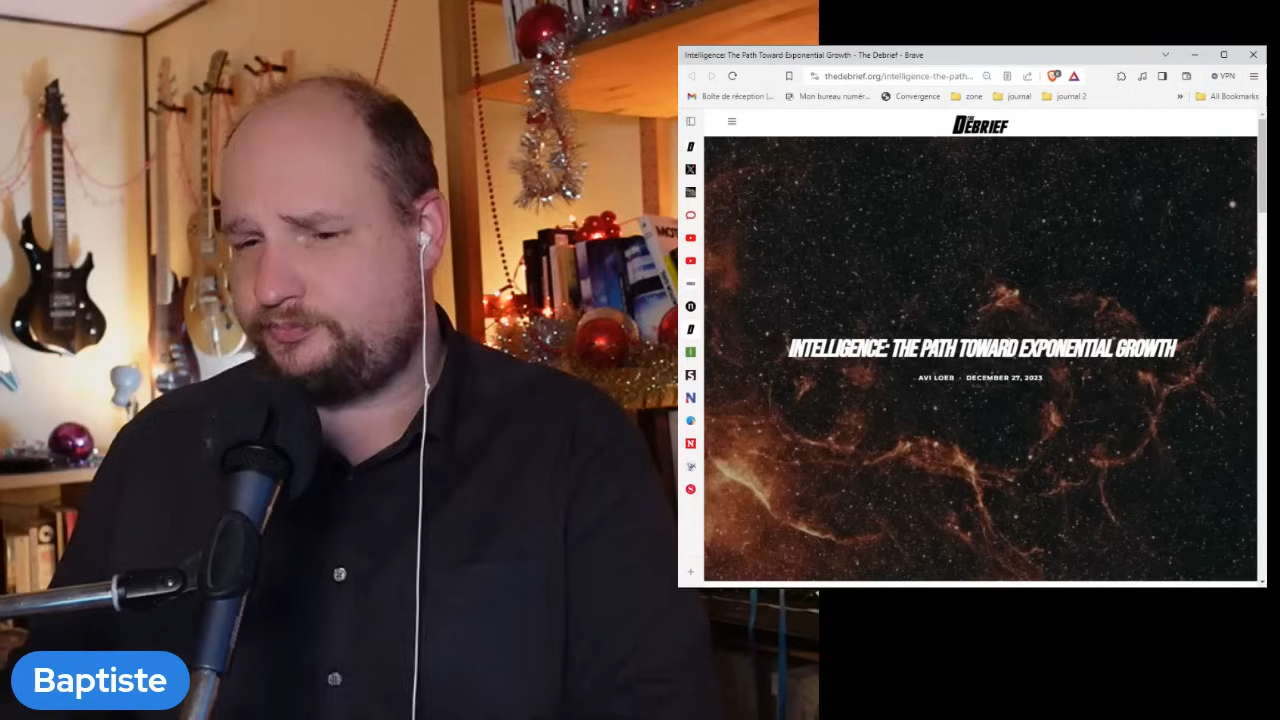 Intelligence: The Path Toward Exponential Growth - The Debrief - Brave
thedebrief.org/intelligence-the-path...
VPN
Boîte de réception (...
Mon bureau numér...
Convergence
zone
journal
journal 2
»
All Bookmarks
THE DEBRIEF
INTELLIGENCE: THE PATH TOWARD EXPONENTIAL GROWTH
AVI LOEB · DECEMBER 27, 2023
MOT
Baptiste